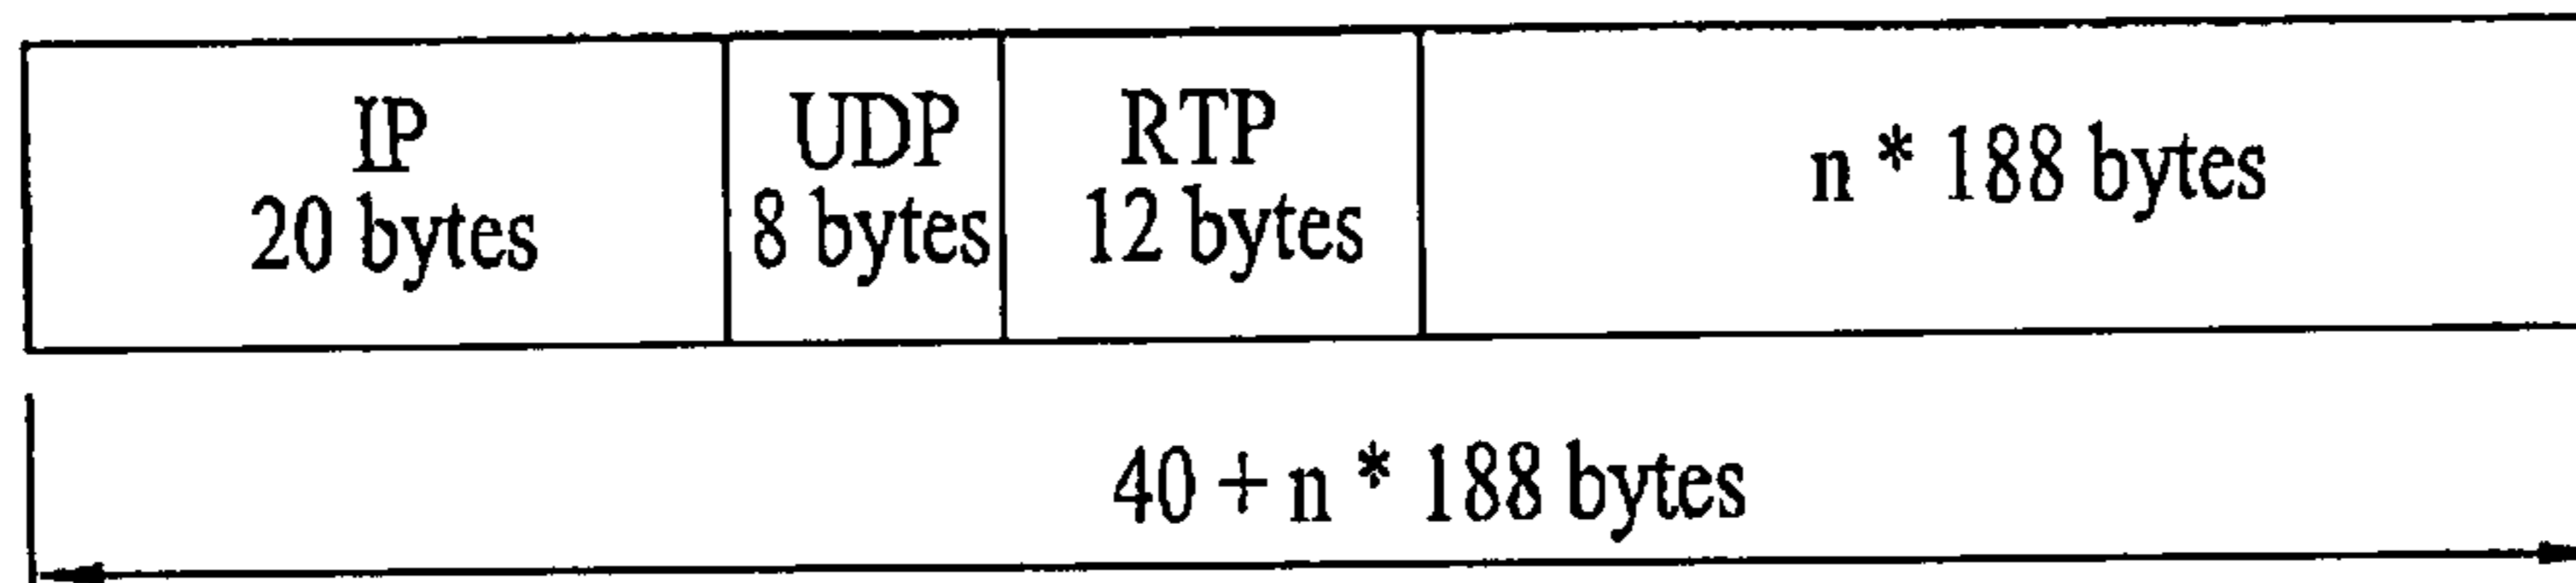 IP
20 bytes
UDP
8 bytes
RTP
12 bytes
n * 188 bytes
40 + n * 188 bytes